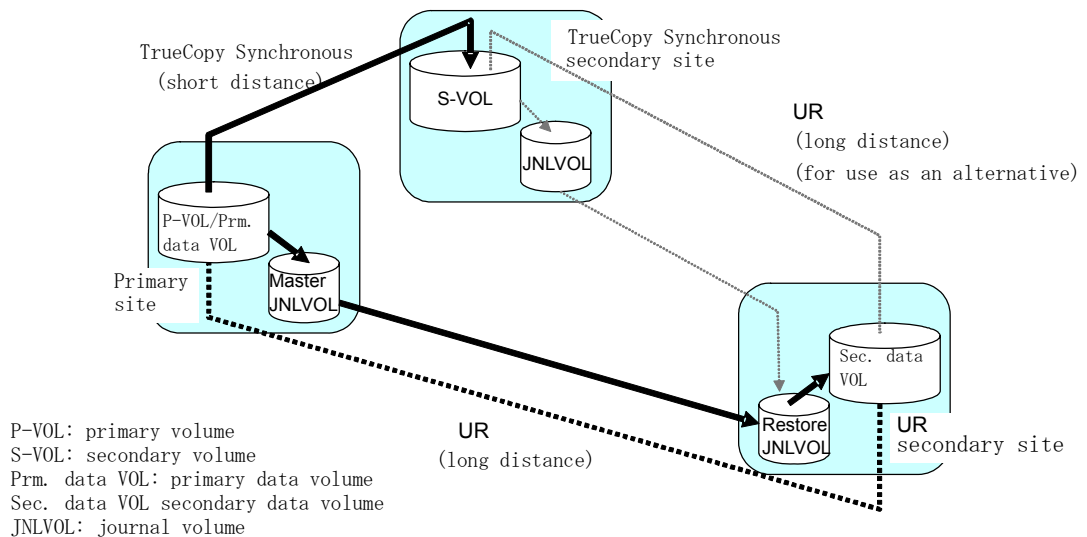 TrueCopy Synchronous
(short distance)
TrueCopy Synchronous
secondary site
S-VOL
JNLVOL
UR
(long distance)
(for use as an alternative)
P-VOL/Prm.
data VOL
Primary
site
Master
JNLVOL
Sec. data
VOL
Restore
JNLVOL
UR
secondary site
UR
(long distance)
P-VOL: primary volume
S-VOL: secondary volume
Prm. data VOL: primary data volume
Sec. data VOL secondary data volume
JNLVOL: journal volume